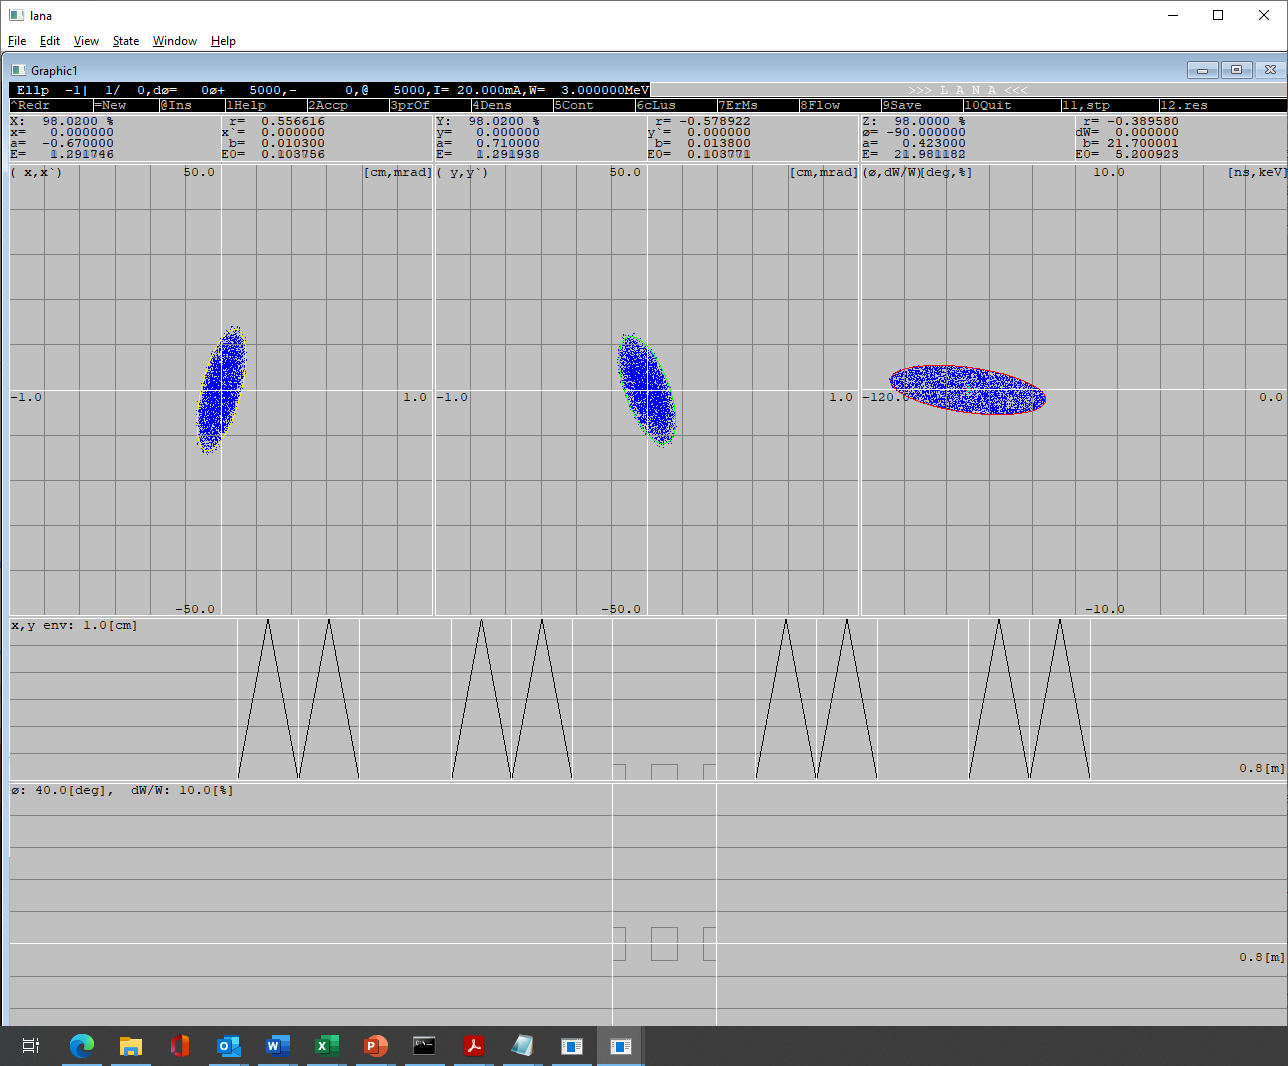 lana
File Edit View State Window Help
Graphic1
Ellp -1| 1/ 0,dø= 0ø+ 5000,- 0,@ 5000,I= 20.000mA,W= 3.000000MeV >>> L A N A <<<
^Redr =New @Ins 1Help 2Accp 3prOf 4Dens 5Cont 6cLus 7ErMs 8Flow 9Save 10Quit 11,stp 12.res
X: 98.0200 % r= 0.556616 Y: 98.0200 % r= -0.578922 Z: 98.0000 % r= -0.389580
x= 0.000000 x`= 0.000000 y= 0.000000 y`= 0.000000 ø= -90.000000 dW= 0.000000
a= -0.670000 b= 0.010300 a= 0.710000 b= 0.013800 a= 0.423000 b= 21.700001
E= 1.291746 E0= 0.103756 E= 1.291938 E0= 0.103771 E= 21.981182 E0= 5.200923
( x,x`) 50.0 [cm,mrad] ( y,y`) 50.0 [cm,mrad] (ø,dW/W)[deg,%] 10.0 [ns,keV]
-1.0 1.0 -1.0 1.0 -120.0 0.0
-50.0 -50.0 -10.0
x,y env: 1.0[cm]
0.8[m]
ø: 40.0[deg], dW/W: 10.0[%]
0.8[m]